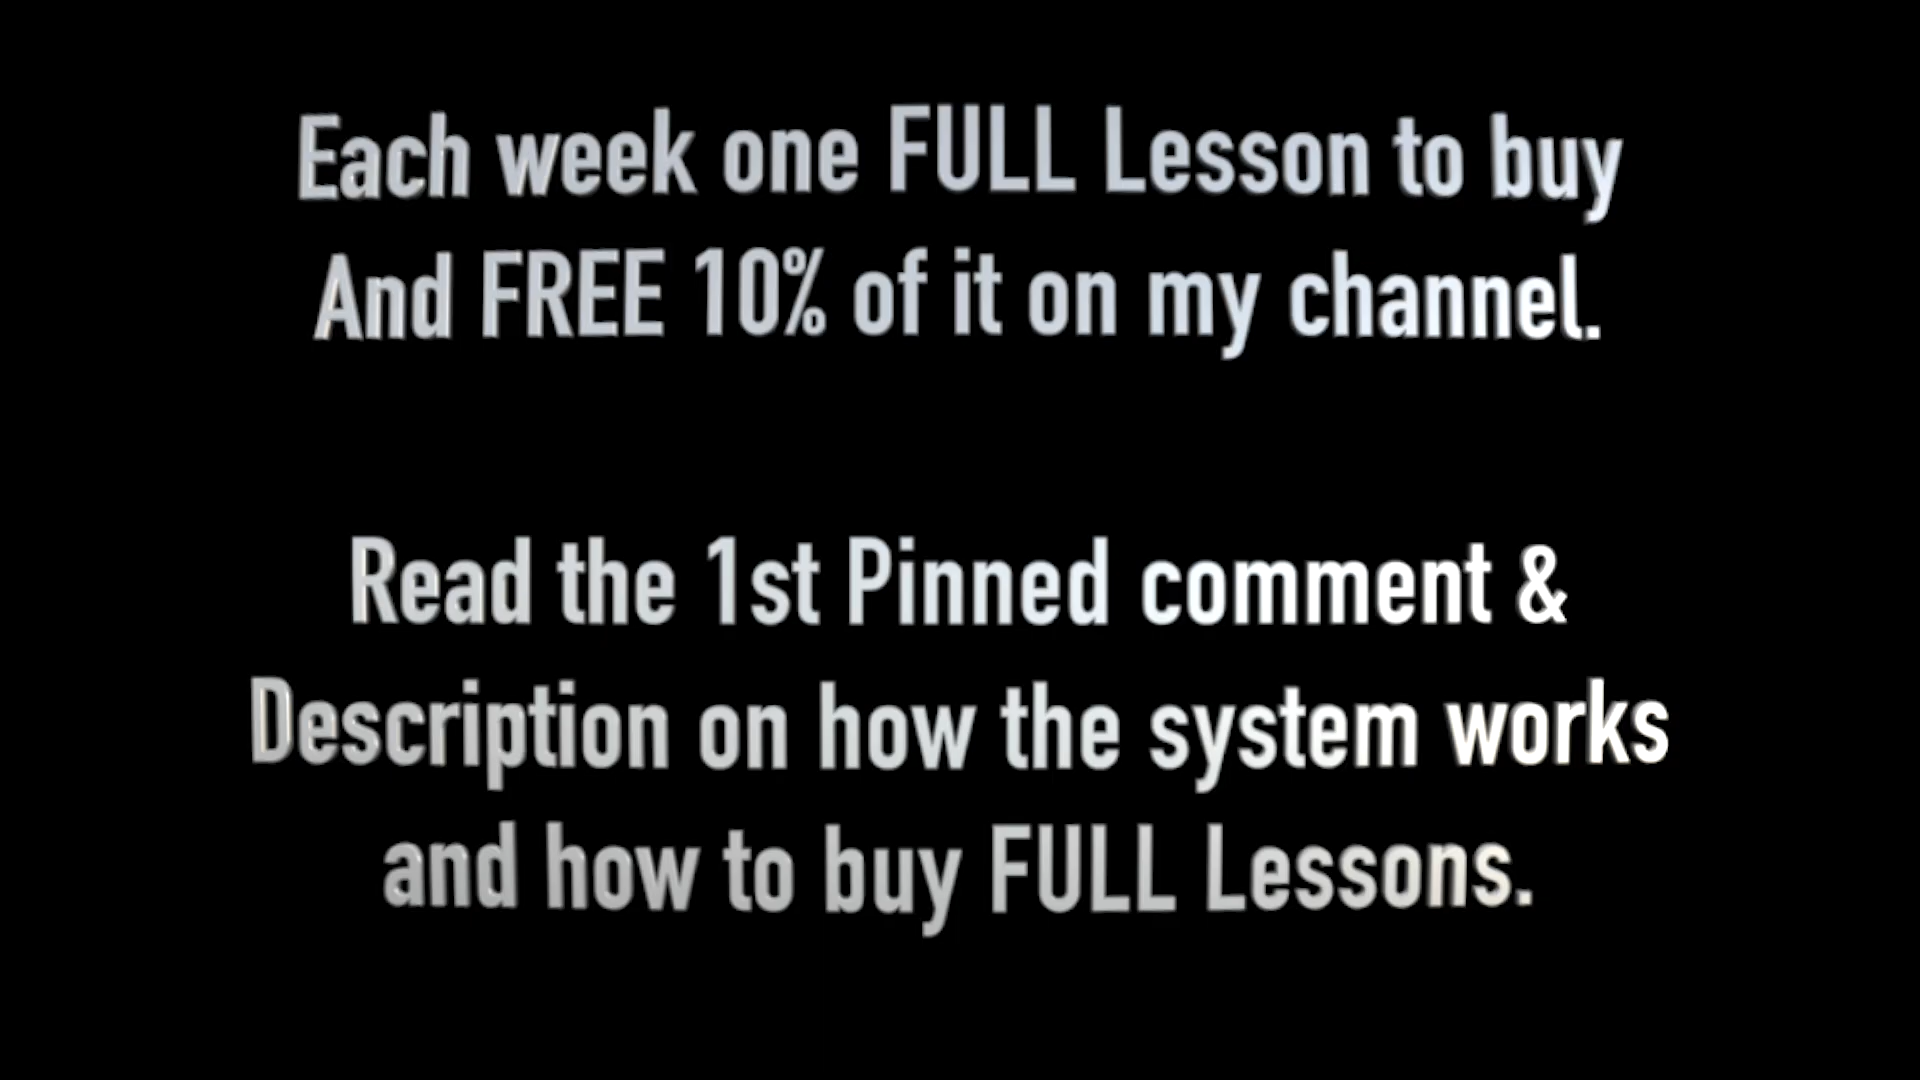 Each week one FULL Lesson to buy
And FREE 10% of it on my channel.
Read the 1st Pinned comment &
Description on how the system works
and how to buy FULL Lessons.